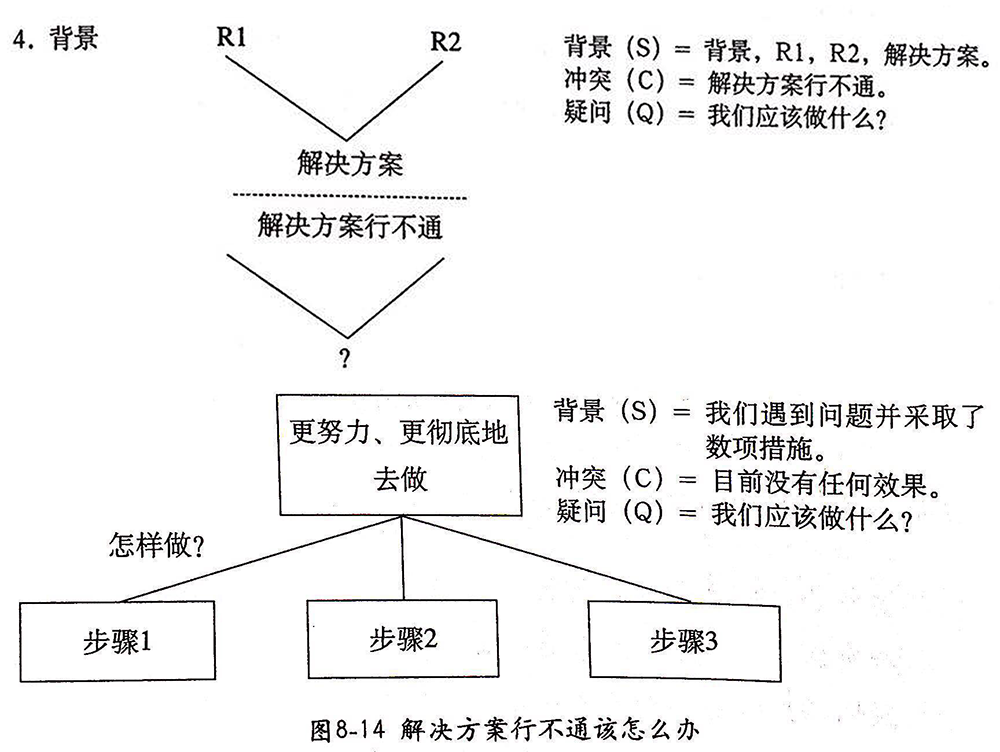 4. 背景
R1
R2
解决方案
解决方案行不通
?
背景（S）= 背景，R1，R2，解决方案。
冲突（C）= 解决方案行不通。
疑问（Q）= 我们应该做什么？
更努力、更彻底地
去做
怎样做？
步骤1
步骤2
步骤3
背景（S）= 我们遇到问题并采取了
数项措施。
冲突（C）= 目前没有任何效果。
疑问（Q）= 我们应该做什么？
图8-14 解决方案行不通该怎么办